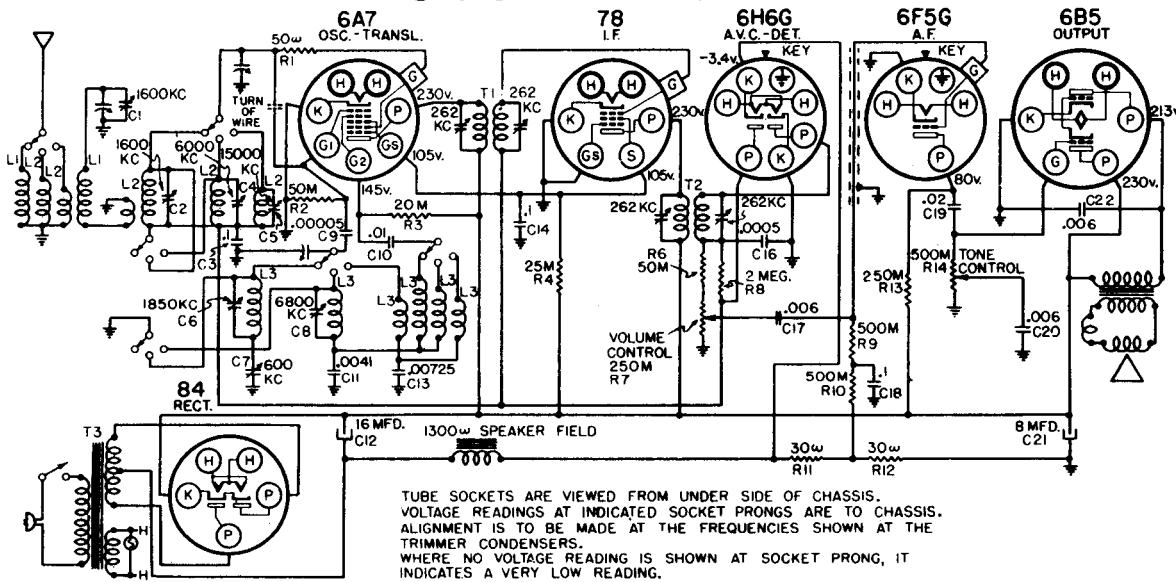 6A7
OSC.-TRANSL.
78
I.F.
6H6G
A.V.C.-DET.
KEY
6F5G
A.F.
KEY
6B5
OUTPUT
50ω
R1
H
H
G
K
P
G1
G2
Gs
230v.
105v.
145v.
T1
262
KC
262
KC
H
H
G
K
P
Gs
S
230v.
105v.
-3.4v.
K
H
H
P
P
K
K
H
H
G
P
80v.
H
H
K
P
G
P
213v.
230v.
1600KC
C1
TURN
OF
WIRE
L1
L2
L1
1600
KC
L2
C2
6000
KC
L2
C4
15000
KC
L2
C5
.1
C3
50M
R2
.00005
C9
20M
R3
.01
C10
.1
C14
25M
R4
T2
262KC
262KC
.0005
C16
R6
50M
2 MEG.
R8
VOLUME
CONTROL
250M
R7
.006
C17
500M
R9
500M
R10
.1
C18
.02
C19
250M
R13
500M
R14
TONE
CONTROL
.006
C20
C22
.006
1850KC
C6
L3
6800
KC
C8
L3
L3
L3
L3
C7
600
KC
.0041
C11
.00725
C13
84
RECT.
T3
H
H
K
P
P
H
H
16 MFD.
C12
1300ω SPEAKER FIELD
30ω
R11
30ω
R12
8 MFD.
C21
TUBE SOCKETS ARE VIEWED FROM UNDER SIDE OF CHASSIS.
VOLTAGE READINGS AT INDICATED SOCKET PRONGS ARE TO CHASSIS.
ALIGNMENT IS TO BE MADE AT THE FREQUENCIES SHOWN AT THE
TRIMMER CONDENSERS.
WHERE NO VOLTAGE READING IS SHOWN AT SOCKET PRONG, IT
INDICATES A VERY LOW READING.